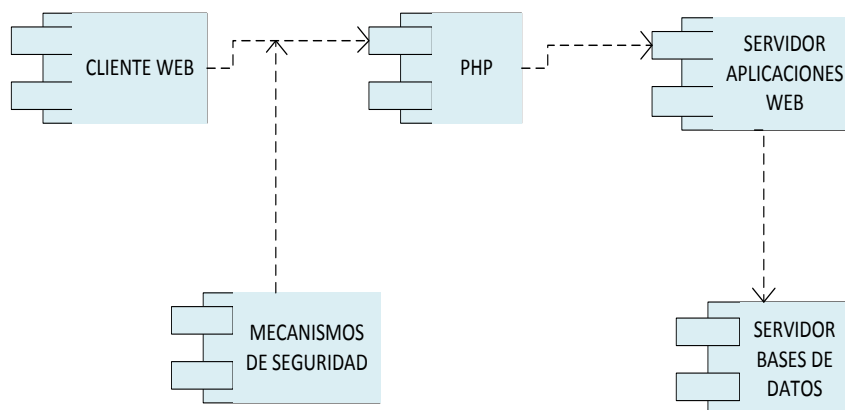 CLIENTE WEB
PHP
SERVIDOR
APLICACIONES
WEB
MECANISMOS
DE SEGURIDAD
SERVIDOR
BASES DE
DATOS